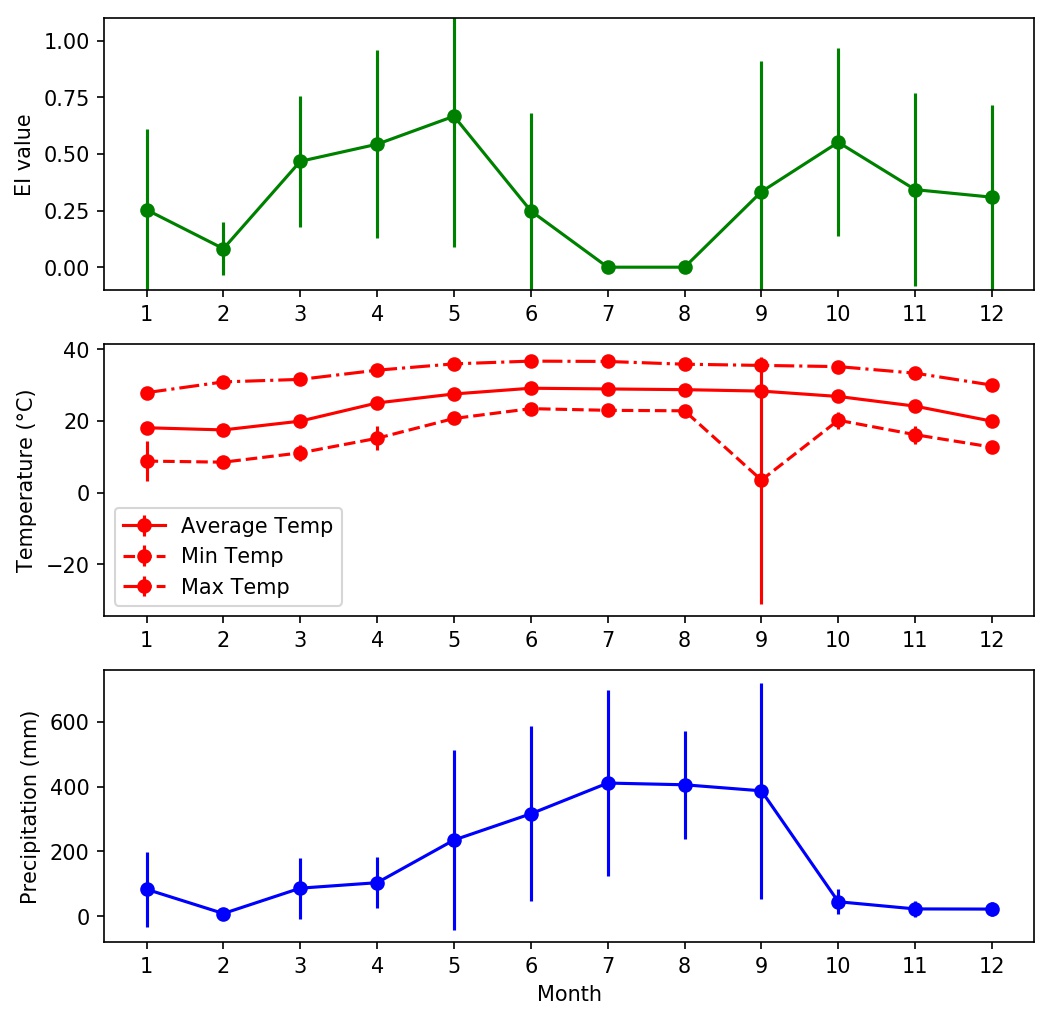 EI value
1.00
0.75
0.50
0.25
0.00
1 2 3 4 5 6 7 8 9 10 11 12
Temperature (°C)
40
20
0
−20
Average Temp
Min Temp
Max Temp
1 2 3 4 5 6 7 8 9 10 11 12
Precipitation (mm)
600
400
200
0
1 2 3 4 5 6 7 8 9 10 11 12
Month